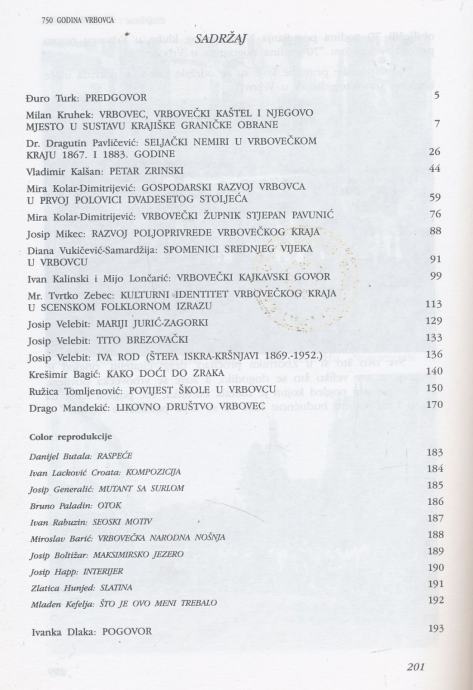 750 GODINA VRBOVCA
SADRŽAJ
Đuro Turk: PREDGOVOR 5
Milan Kruhek: VRBOVEC, VRBOVEČKI KAŠTEL I NJEGOVO
MJESTO U SUSTAVU KRAJIŠKE GRANIČKE OBRANE 7
Dr. Dragutin Pavličević: SELJAČKI NEMIRI U VRBOVEČKOM
KRAJU 1867. I 1883. GODINE 26
Vladimir Kalšan: PETAR ZRINSKI 44
Mira Kolar-Dimitrijević: GOSPODARSKI RAZVOJ VRBOVCA
U PRVOJ POLOVICI DVADESETOG STOLJEĆA 59
Mira Kolar-Dimitrijević: VRBOVEČKI ŽUPNIK STJEPAN PAVUNIĆ 76
Josip Mikec: RAZVOJ POLJOPRIVREDE VRBOVEČKOG KRAJA 88
Diana Vukičević-Samardžija: SPOMENICI SREDNJEG VIJEKA
U VRBOVCU 91
Ivan Kalinski i Mijo Lončarić: VRBOVEČKI KAJKAVSKI GOVOR 99
Mr. Tvrtko Zebec: KULTURNI IDENTITET VRBOVEČKOG KRAJA
U SCENSKOM FOLKLORNOM IZRAZU 113
Josip Velebit: MARIJI JURIĆ-ZAGORKI 129
Josip Velebit: TITO BREZOVAČKI 133
Josip Velebit: IVA ROD (ŠTEFA ISKRA-KRŠNJAVI 1869.-1952.) 136
Krešimir Bagić: KAKO DOĆI DO ZRAKA 140
Ružica Tomljenović: POVIJEST ŠKOLE U VRBOVCU 150
Drago Mandekić: LIKOVNO DRUŠTVO VRBOVEC 170
Color reprodukcije
Danijel Butala: RASPEĆE 183
Ivan Lacković Croata: KOMPOZICIJA 184
Josip Generalić: MUTANT SA SURLOM 185
Bruno Paladin: OTOK 186
Ivan Rabuzin: SEOSKI MOTIV 187
Miroslav Barić: VRBOVEČKA NARODNA NOŠNJA 188
Josip Boltižar: MAKSIMIRSKO JEZERO 189
Josip Happ: INTERIJER 190
Zlatica Hunjed: SLATINA 191
Mladen Kefelja: ŠTO JE OVO MENI TREBALO 192
Ivanka Dlaka: POGOVOR 193
201